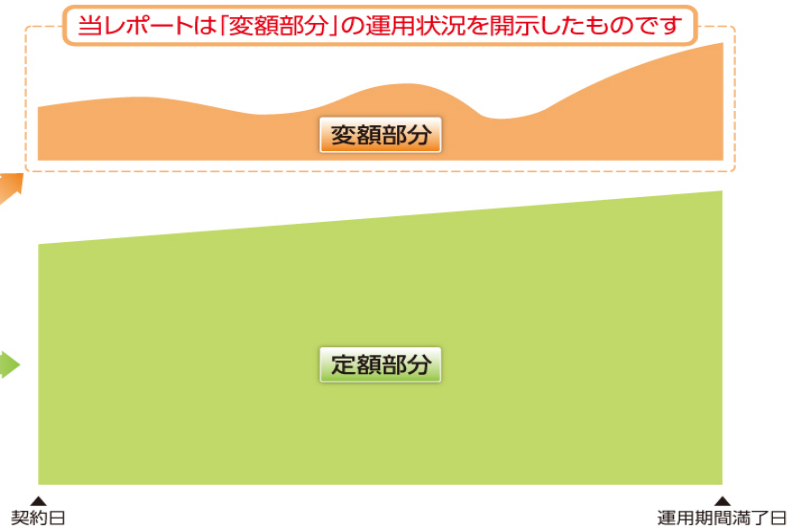 当レポートは「変額部分」の運用状況を開示したものです
変額部分
定額部分
契約日
運用期間満了日